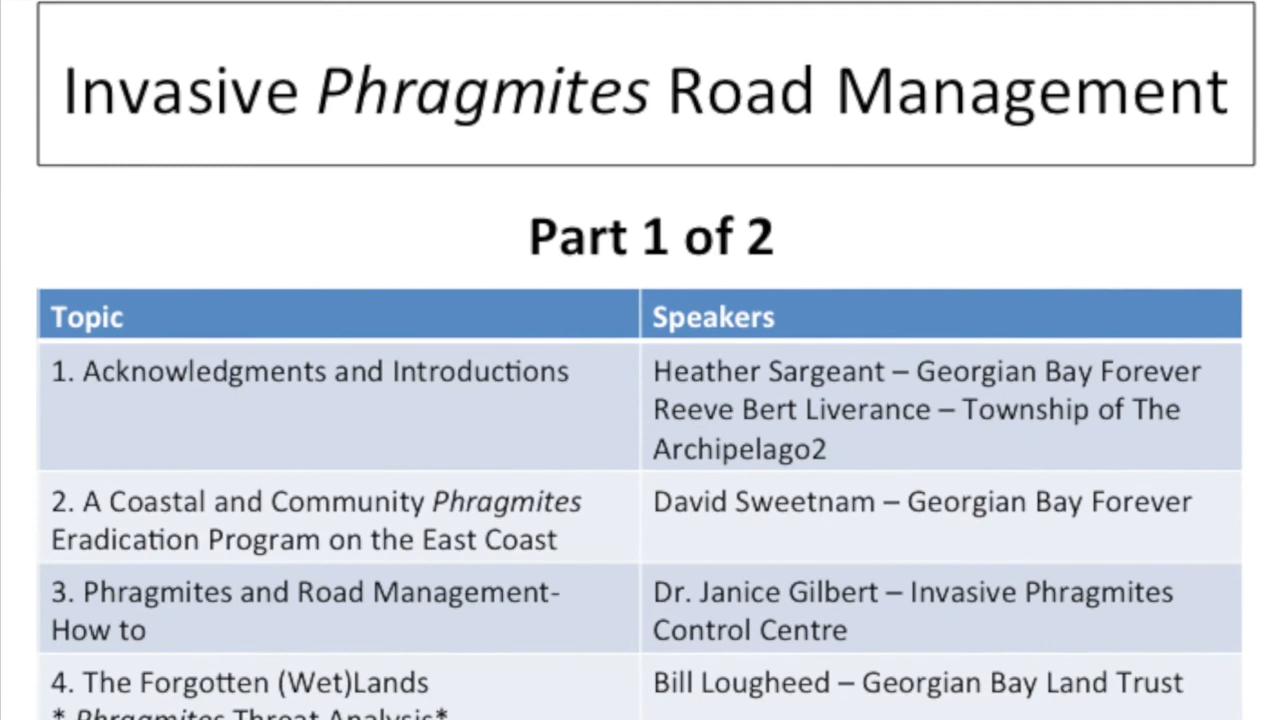 Invasive Phragmites Road Management
Part 1 of 2
Topic
Speakers
1. Acknowledgments and Introductions
Heather Sargeant – Georgian Bay Forever
Reeve Bert Liverance – Township of The
Archipelago2
2. A Coastal and Community Phragmites
Eradication Program on the East Coast
David Sweetnam – Georgian Bay Forever
3. Phragmites and Road Management-
How to
Dr. Janice Gilbert – Invasive Phragmites
Control Centre
4. The Forgotten (Wet)Lands
* Phragmites Threat Analysis*
Bill Lougheed – Georgian Bay Land Trust